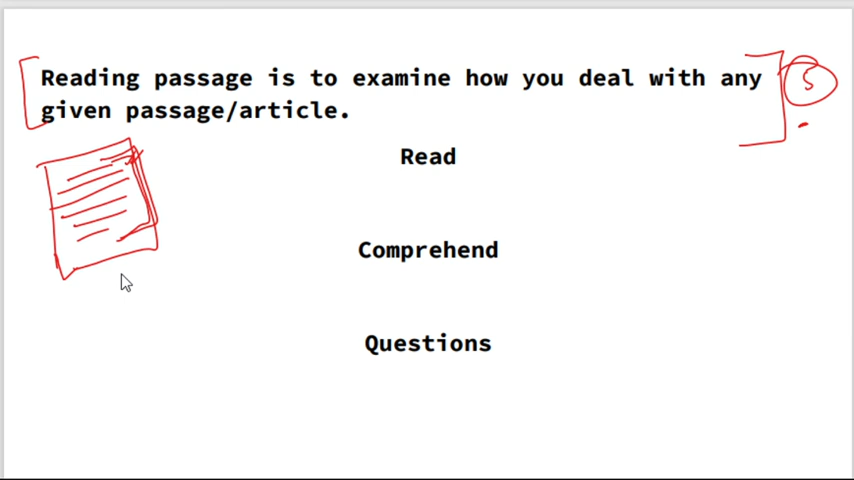 Reading passage is to examine how you deal with any
given passage/article.
Read
Comprehend
Questions